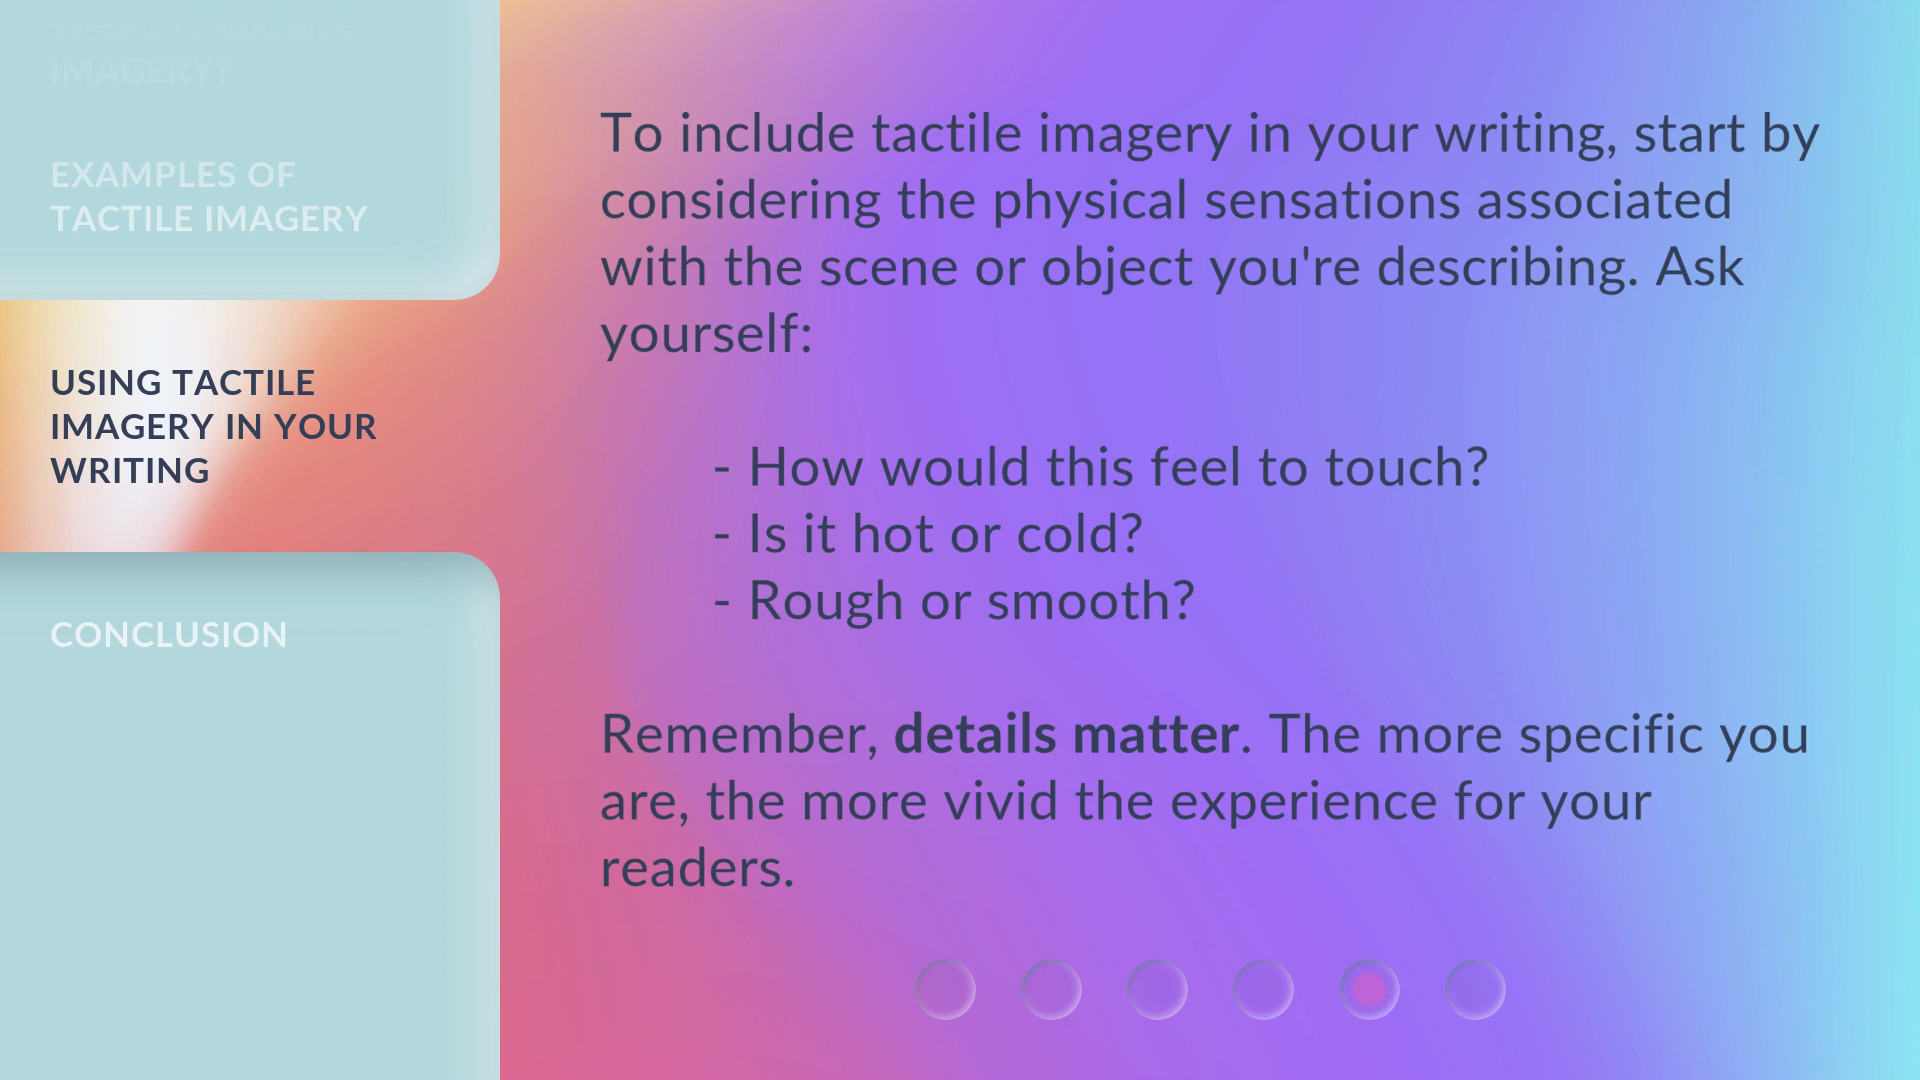 IMAGERY?
EXAMPLES OF
TACTILE IMAGERY
USING TACTILE
IMAGERY IN YOUR
WRITING
CONCLUSION
To include tactile imagery in your writing, start by
considering the physical sensations associated
with the scene or object you're describing. Ask
yourself:
- How would this feel to touch?
- Is it hot or cold?
- Rough or smooth?
Remember, details matter. The more specific you
are, the more vivid the experience for your
readers.